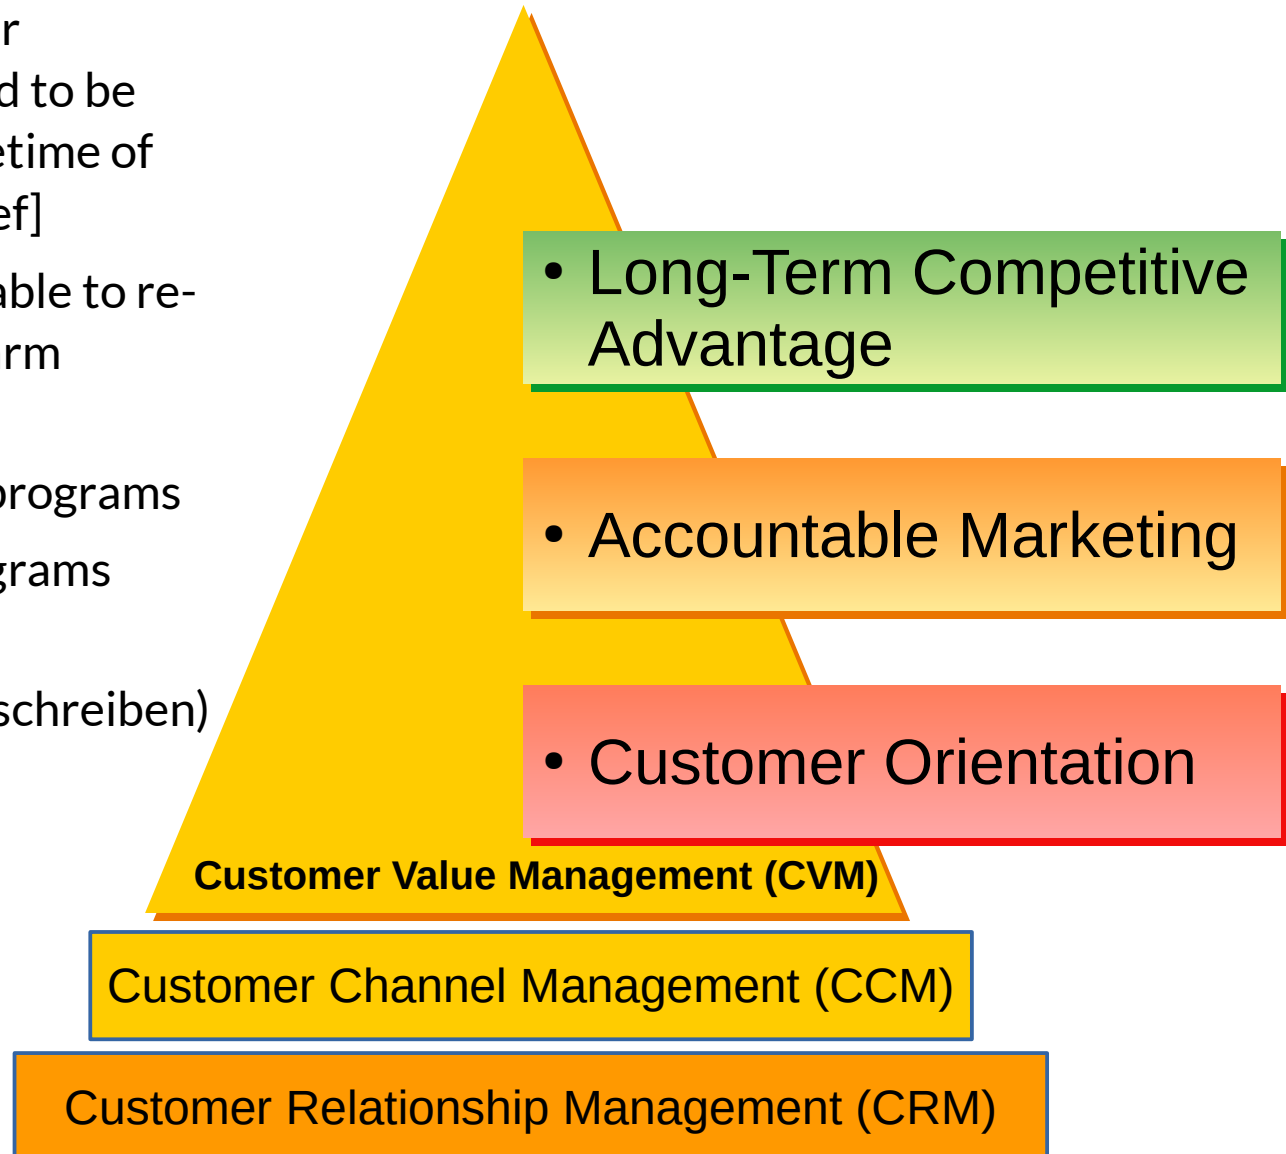 r
d to be
etime of
ef]
able to re-
arm
programs
grams
schreiben)
• Long-Term Competitive
Advantage
• Accountable Marketing
• Customer Orientation
Customer Value Management (CVM)
Customer Channel Management (CCM)
Customer Relationship Management (CRM)